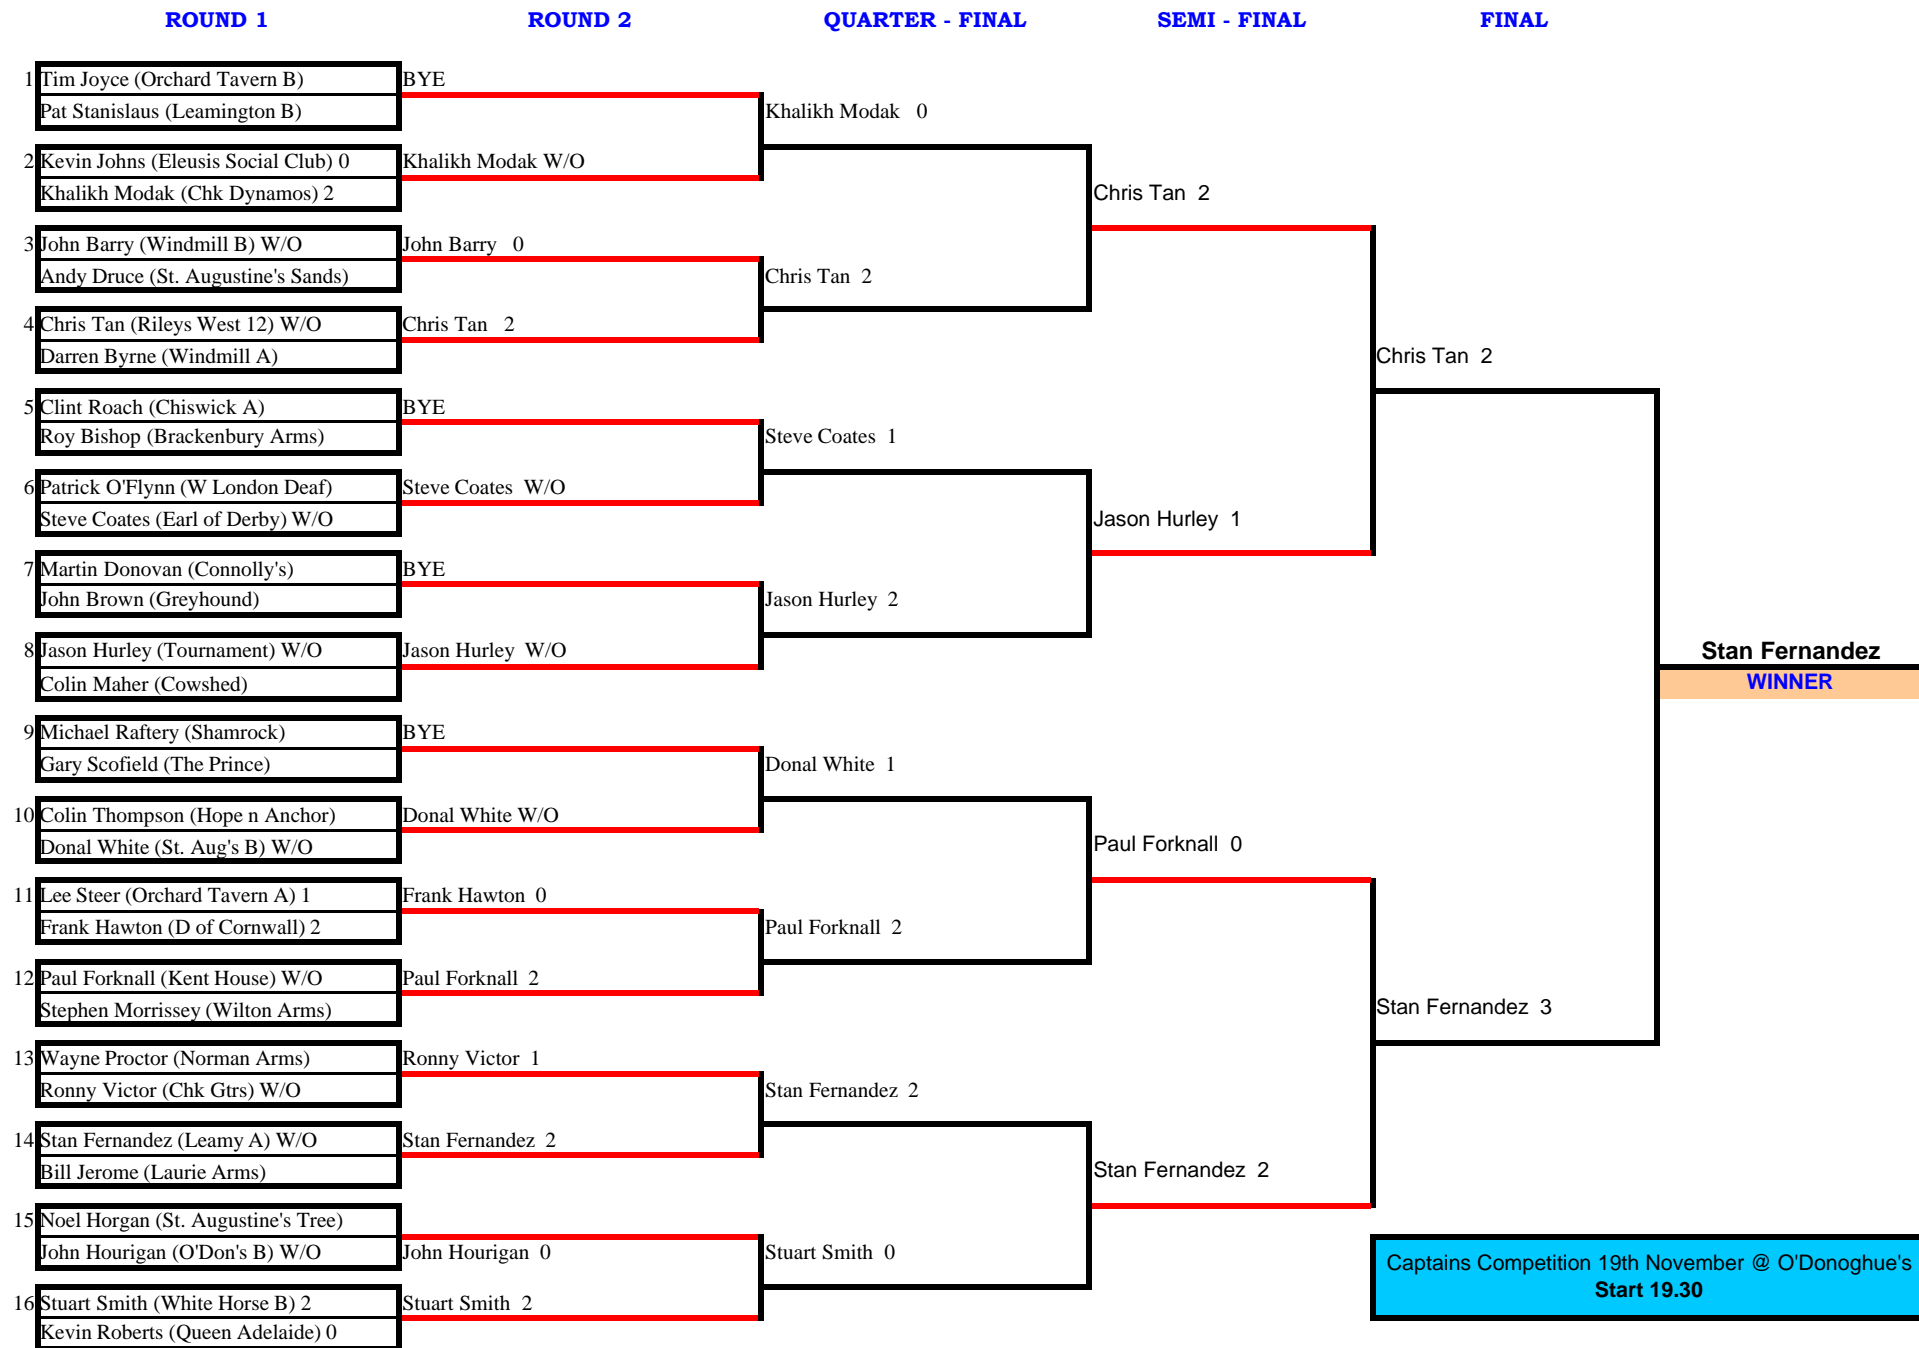 ROUND 1
ROUND 2
QUARTER - FINAL
SEMI - FINAL
FINAL
1 Tim Joyce (Orchard Tavern B)
Pat Stanislaus (Leamington B)
2 Kevin Johns (Eleusis Social Club) 0
Khalikh Modak (Chk Dynamos) 2
3 John Barry (Windmill B) W/O
Andy Druce (St. Augustine's Sands)
4 Chris Tan (Rileys West 12) W/O
Darren Byrne (Windmill A)
5 Clint Roach (Chiswick A)
Roy Bishop (Brackenbury Arms)
6 Patrick O'Flynn (W London Deaf)
Steve Coates (Earl of Derby) W/O
7 Martin Donovan (Connolly's)
John Brown (Greyhound)
8 Jason Hurley (Tournament) W/O
Colin Maher (Cowshed)
9 Michael Raftery (Shamrock)
Gary Scofield (The Prince)
10 Colin Thompson (Hope n Anchor)
Donal White (St. Aug's B) W/O
11 Lee Steer (Orchard Tavern A) 1
Frank Hawton (D of Cornwall) 2
12 Paul Forknall (Kent House) W/O
Stephen Morrissey (Wilton Arms)
13 Wayne Proctor (Norman Arms)
Ronny Victor (Chk Gtrs) W/O
14 Stan Fernandez (Leamy A) W/O
Bill Jerome (Laurie Arms)
15 Noel Horgan (St. Augustine's Tree)
John Hourigan (O'Don's B) W/O
16 Stuart Smith (White Horse B) 2
Kevin Roberts (Queen Adelaide) 0
BYE
Khalikh Modak W/O
John Barry 0
Chris Tan 2
BYE
Steve Coates W/O
BYE
Jason Hurley W/O
BYE
Donal White W/O
Frank Hawton 0
Paul Forknall 2
Ronny Victor 1
Stan Fernandez 2
John Hourigan 0
Stuart Smith 2
Khalikh Modak 0
Chris Tan 2
Steve Coates 1
Jason Hurley 2
Donal White 1
Paul Forknall 2
Stan Fernandez 2
Stuart Smith 0
Chris Tan 2
Jason Hurley 1
Paul Forknall 0
Stan Fernandez 2
Chris Tan 2
Stan Fernandez 3
Stan Fernandez
WINNER
Captains Competition 19th November @ O'Donoghue's
Start 19.30